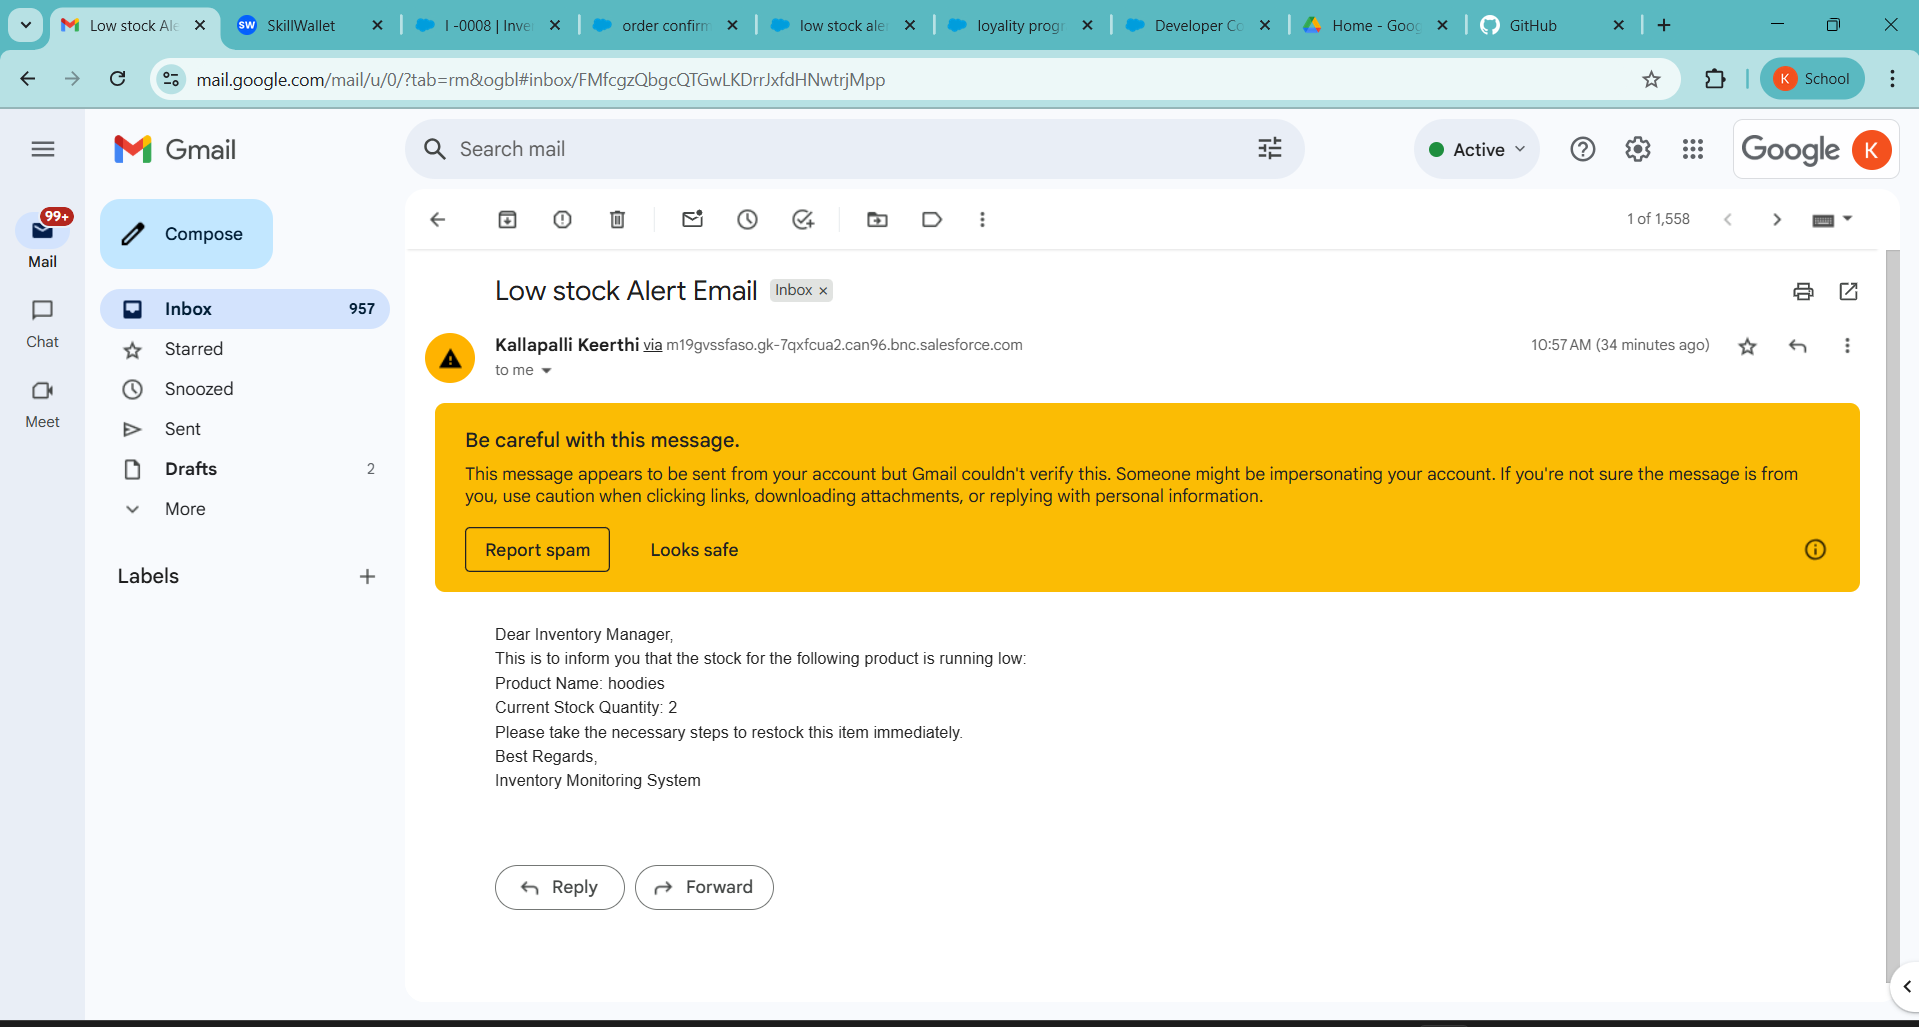 Low stock Ale
SkillWallet
I -0008 | Inve
order confirm
low stock aler
loyality progr
Developer Co
Home - Goog
GitHub
mail.google.com/mail/u/0/?tab=rm&ogbl#inbox/FMfcgzQbgcQTGwLKDrrJxfdHNwtrjMpp
K School
Gmail
Search mail
Active
Google K
99+
Mail
Chat
Meet
Compose
Inbox 957
Starred
Snoozed
Sent
Drafts 2
More
Labels
1 of 1,558
Low stock Alert Email Inbox ×
Kallapalli Keerthi via m19gvssfaso.gk-7qxfcua2.can96.bnc.salesforce.com
10:57 AM (34 minutes ago)
to me
Be careful with this message.
This message appears to be sent from your account but Gmail couldn't verify this. Someone might be impersonating your account. If you're not sure the message is from
you, use caution when clicking links, downloading attachments, or replying with personal information.
Report spam
Looks safe
Dear Inventory Manager,
This is to inform you that the stock for the following product is running low:
Product Name: hoodies
Current Stock Quantity: 2
Please take the necessary steps to restock this item immediately.
Best Regards,
Inventory Monitoring System
Reply
Forward